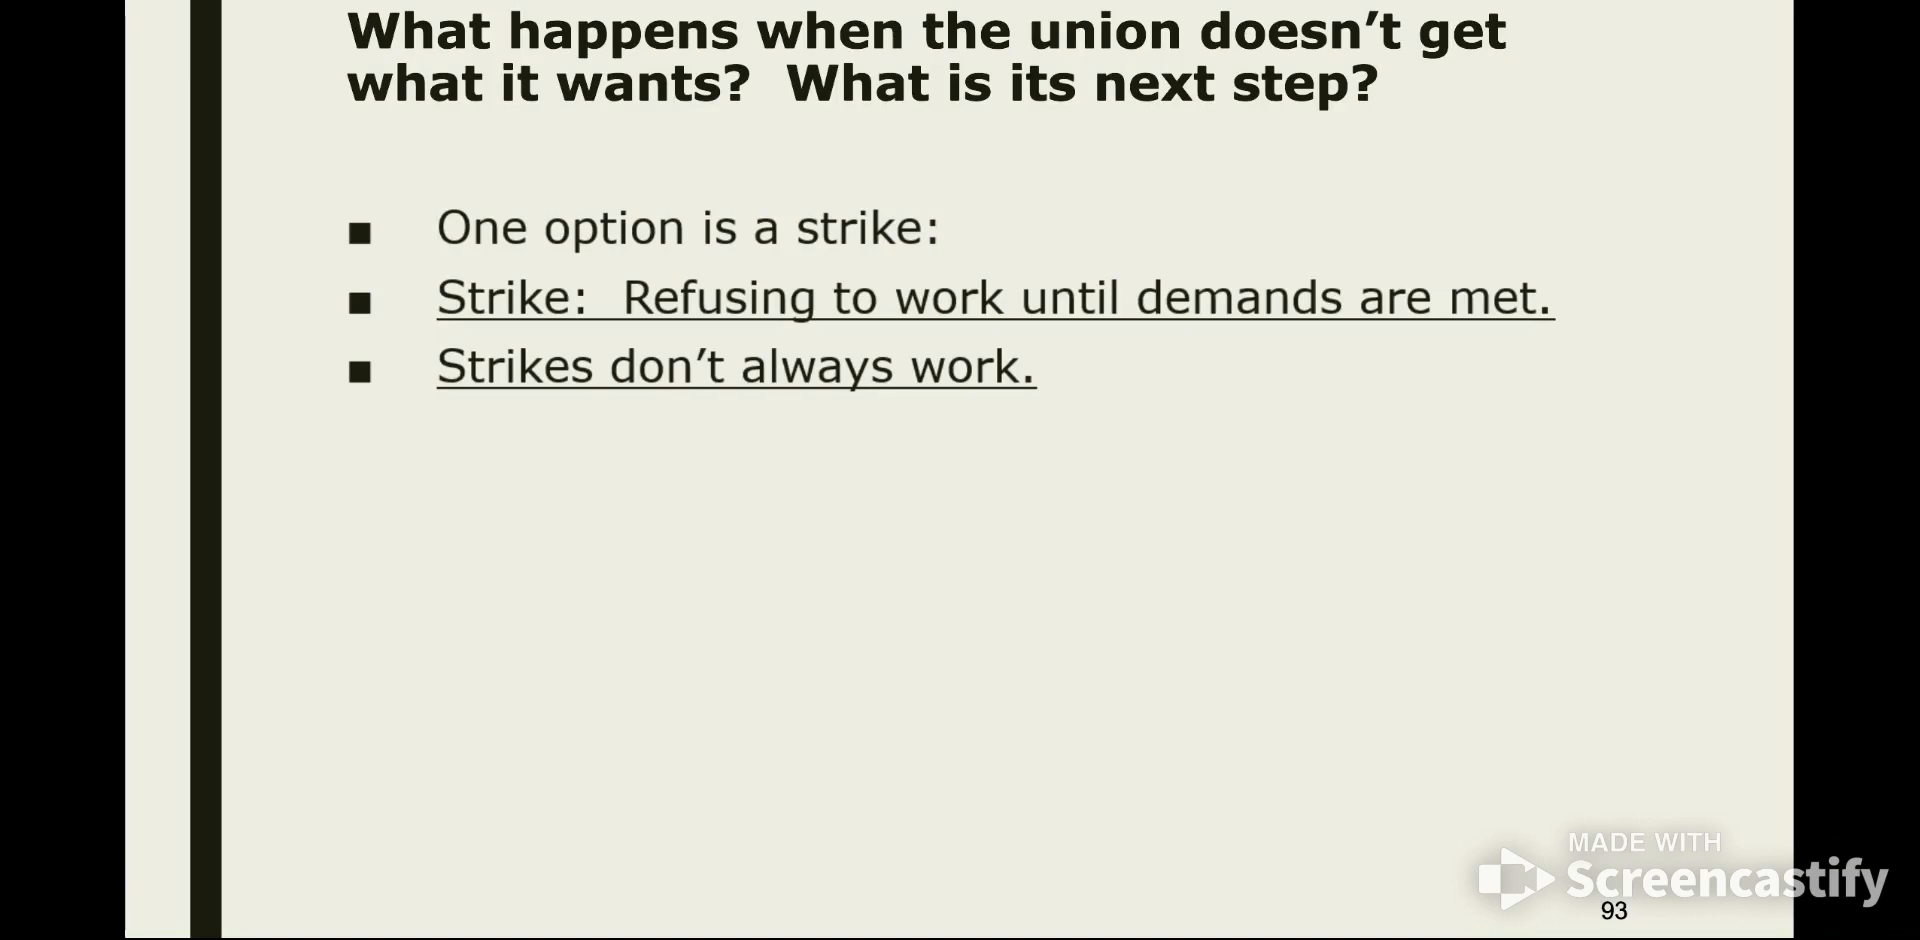 What happens when the union doesn’t get
what it wants?  What is its next step?
■ One option is a strike:
■ Strike:  Refusing to work until demands are met.
■ Strikes don’t always work.
MADE WITH
Screencastify
93